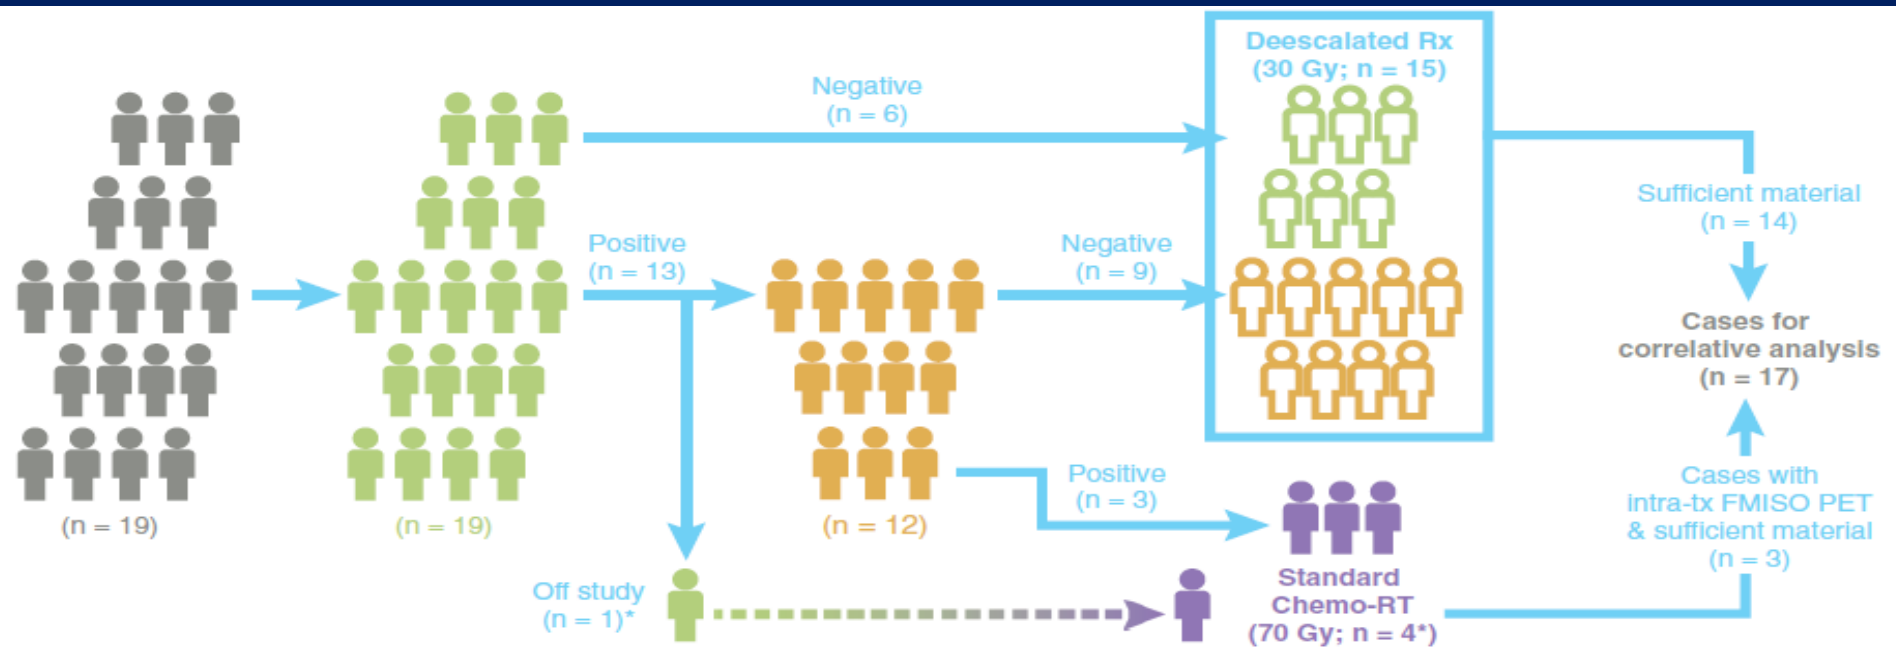 Deescalated Rx
(30 Gy; n = 15)
Negative
(n = 6)
Sufficient material
(n = 14)
Positive
(n = 13)
Negative
(n = 9)
Cases for
correlative analysis
(n = 17)
Positive
(n = 3)
Cases with
intra-tx FMISO PET
& sufficient material
(n = 3)
(n = 19)
(n = 19)
(n = 12)
Off study
(n = 1)*
Standard
Chemo-RT
(70 Gy; n = 4*)